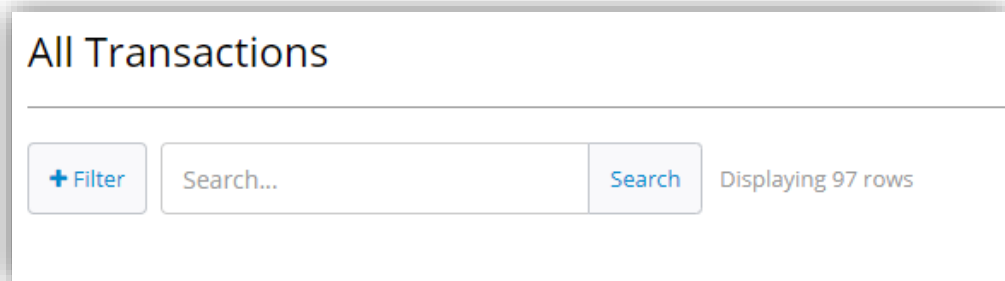 All Transactions
+ Filter Search... Search Displaying 97 rows